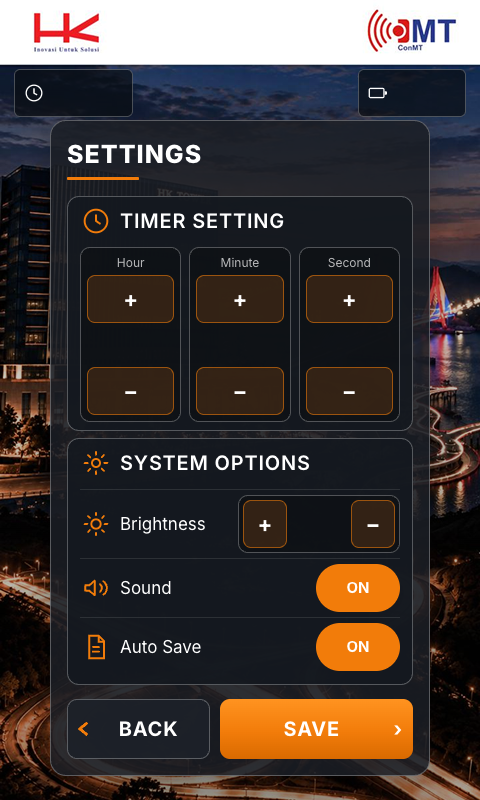 HK
Inovasi Untuk Solusi
CMT
ConMT
SETTINGS
TIMER SETTING
Hour
Minute
Second
+
+
+
−
−
−
SYSTEM OPTIONS
Brightness
+
−
Sound
ON
Auto Save
ON
‹ BACK
SAVE ›